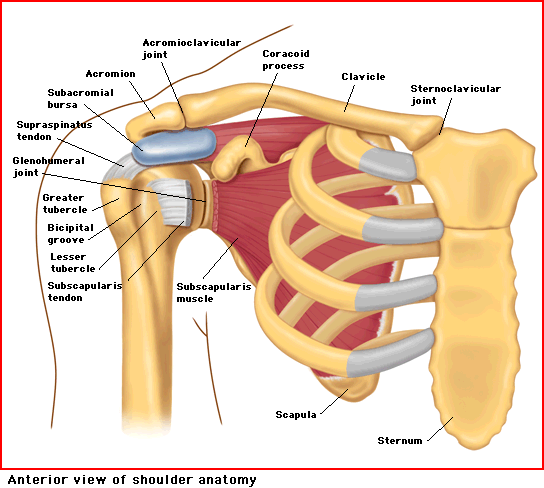 Acromioclavicular
joint
Coracoid
process
Acromion
Clavicle
Sternoclavicular
joint
Subacromial
bursa
Supraspinatus
tendon
Glenohumeral
joint
Greater
tubercle
Bicipital
groove
Lesser
tubercle
Subscapularis
tendon
Subscapularis
muscle
Scapula
Sternum
Anterior view of shoulder anatomy